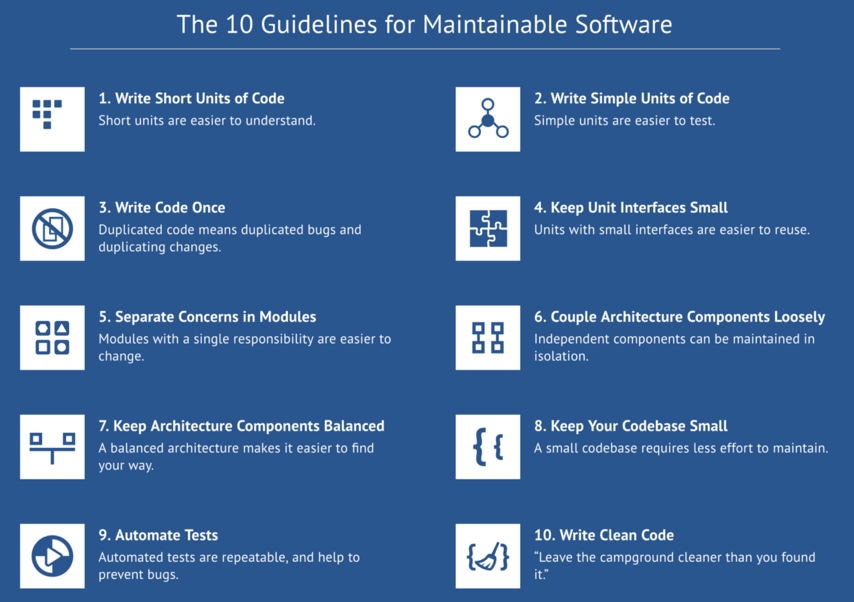 The 10 Guidelines for Maintainable Software
1. Write Short Units of Code
Short units are easier to understand.
2. Write Simple Units of Code
Simple units are easier to test.
3. Write Code Once
Duplicated code means duplicated bugs and
duplicating changes.
4. Keep Unit Interfaces Small
Units with small interfaces are easier to reuse.
5. Separate Concerns in Modules
Modules with a single responsibility are easier to
change.
6. Couple Architecture Components Loosely
Independent components can be maintained in
isolation.
7. Keep Architecture Components Balanced
A balanced architecture makes it easier to find
your way.
8. Keep Your Codebase Small
A small codebase requires less effort to maintain.
9. Automate Tests
Automated tests are repeatable, and help to
prevent bugs.
10. Write Clean Code
“Leave the campground cleaner than you found
it.”